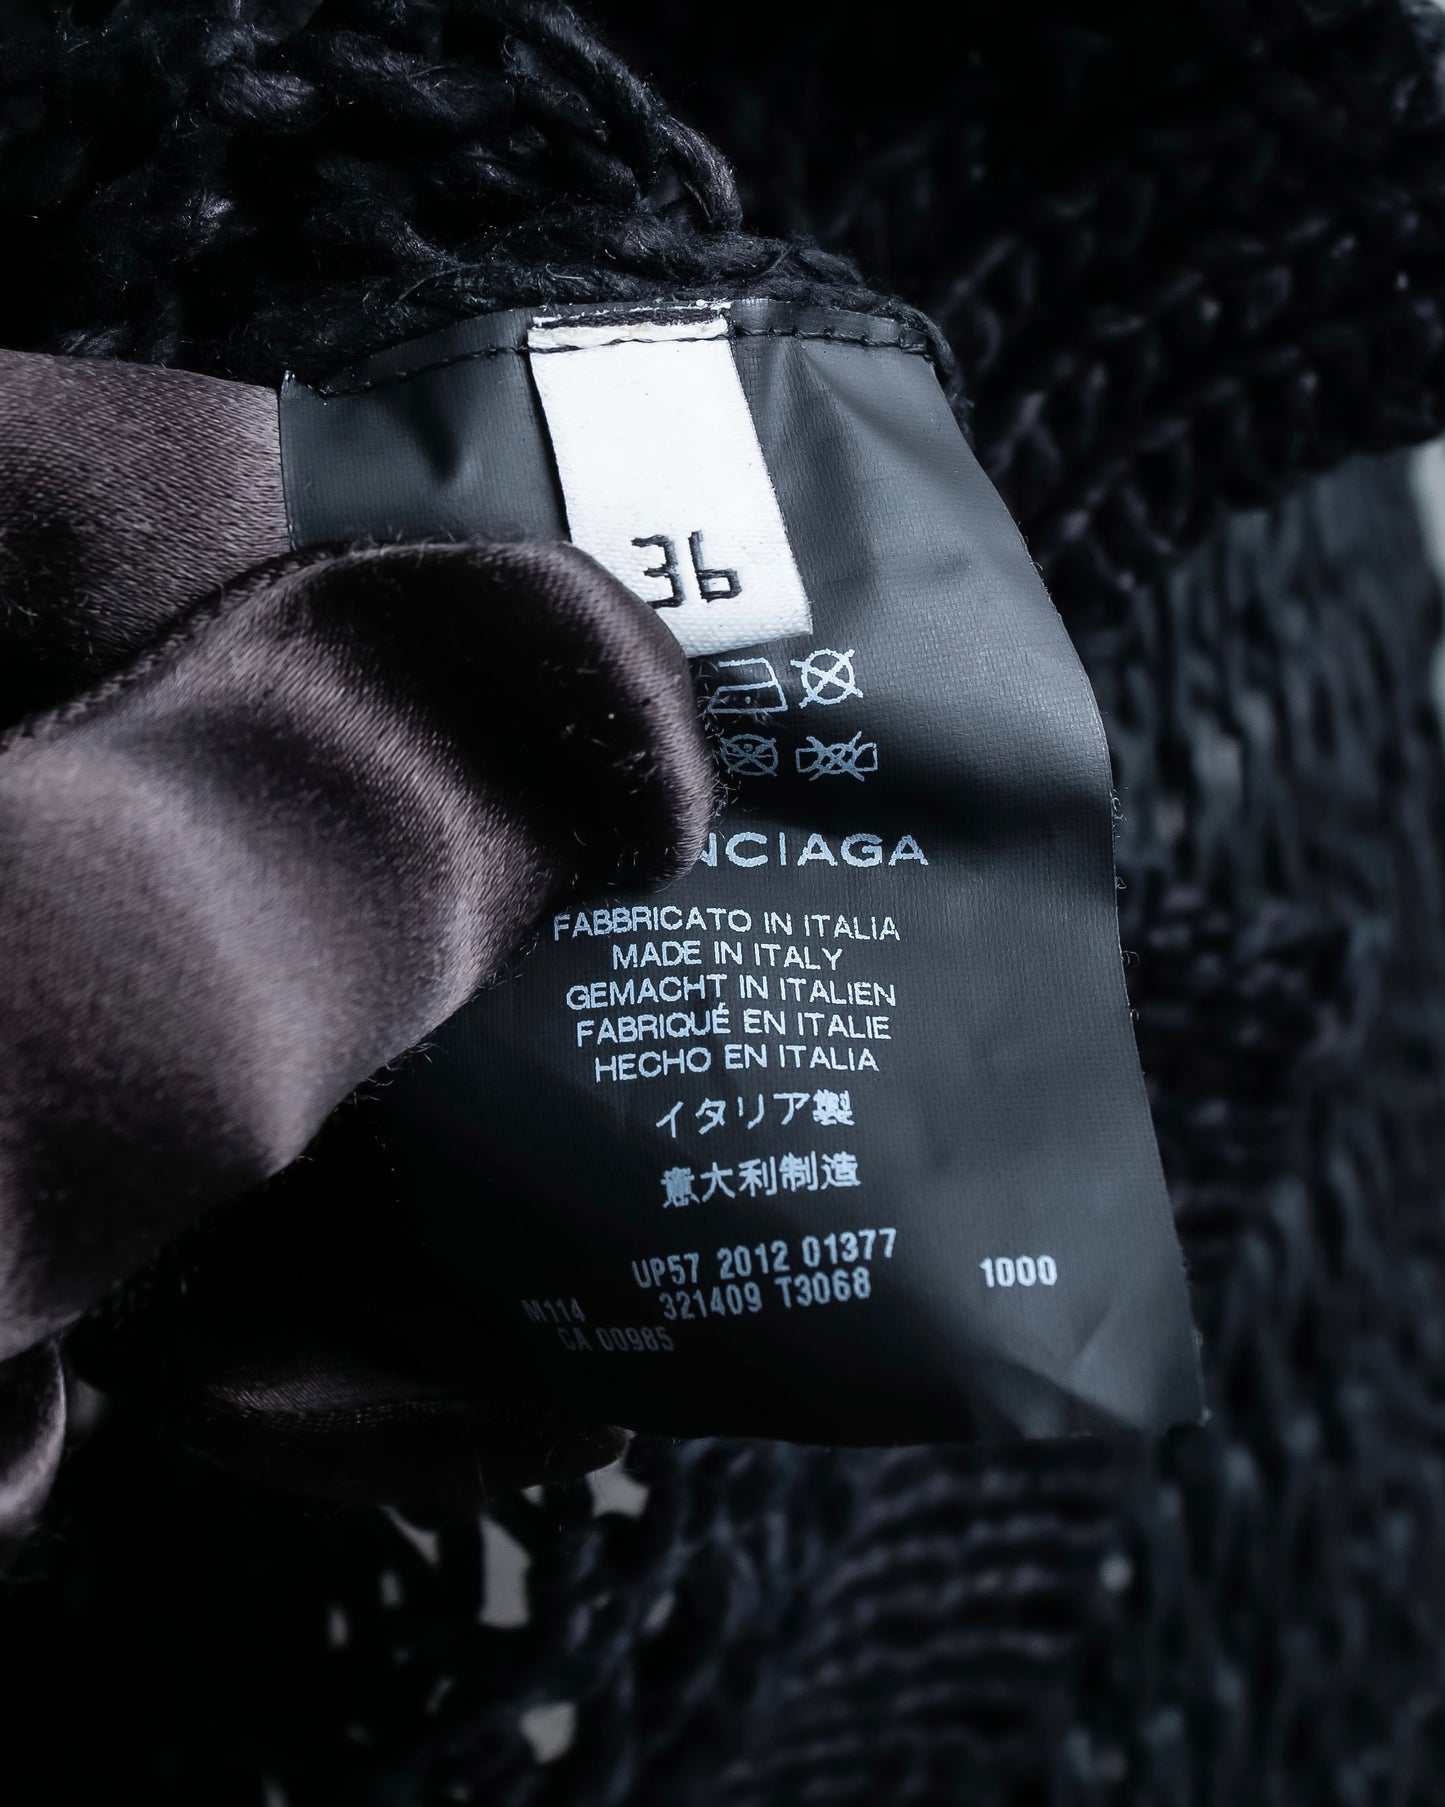 36
NCIAGA
FABBRICATO IN ITALIA
MADE IN ITALY
GEMACHT IN ITALIEN
FABRIQUÉ EN ITALIE
HECHO EN ITALIA
イタリア製
意大利制造
UP57 2012 01377
M114 321409 T3068 1000
CA 00985